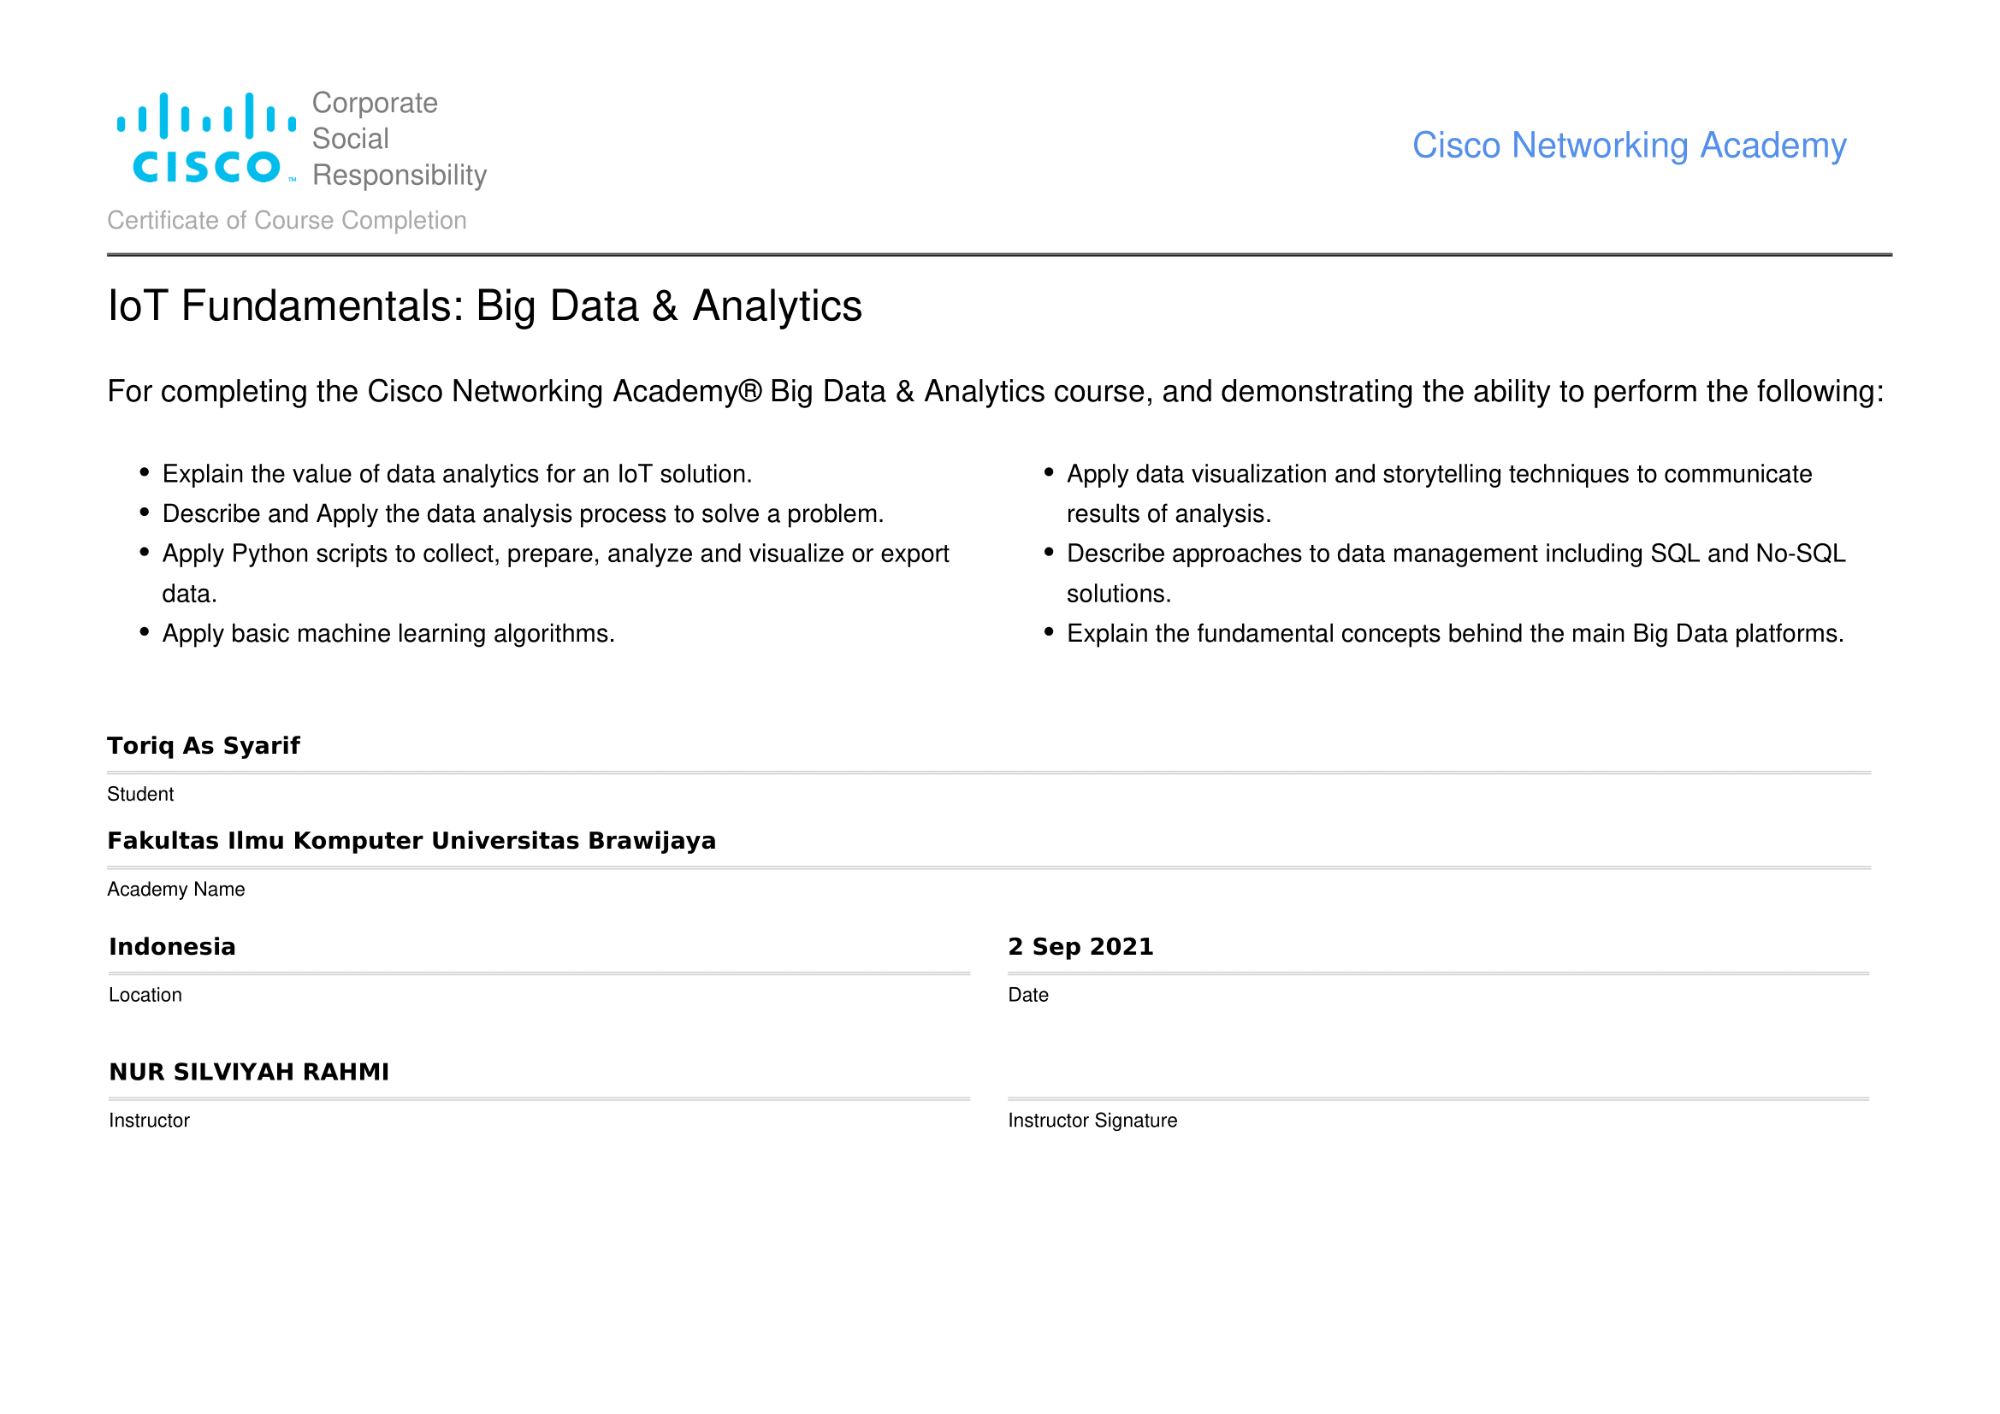 CISCO™
Corporate
Social
Responsibility
Cisco Networking Academy
Certificate of Course Completion
IoT Fundamentals: Big Data & Analytics
For completing the Cisco Networking Academy® Big Data & Analytics course, and demonstrating the ability to perform the following:
• Explain the value of data analytics for an IoT solution.
• Describe and Apply the data analysis process to solve a problem.
• Apply Python scripts to collect, prepare, analyze and visualize or export
data.
• Apply basic machine learning algorithms.
• Apply data visualization and storytelling techniques to communicate
results of analysis.
• Describe approaches to data management including SQL and No-SQL
solutions.
• Explain the fundamental concepts behind the main Big Data platforms.
Toriq As Syarif
Student
Fakultas Ilmu Komputer Universitas Brawijaya
Academy Name
Indonesia
Location
2 Sep 2021
Date
NUR SILVIYAH RAHMI
Instructor
Instructor Signature